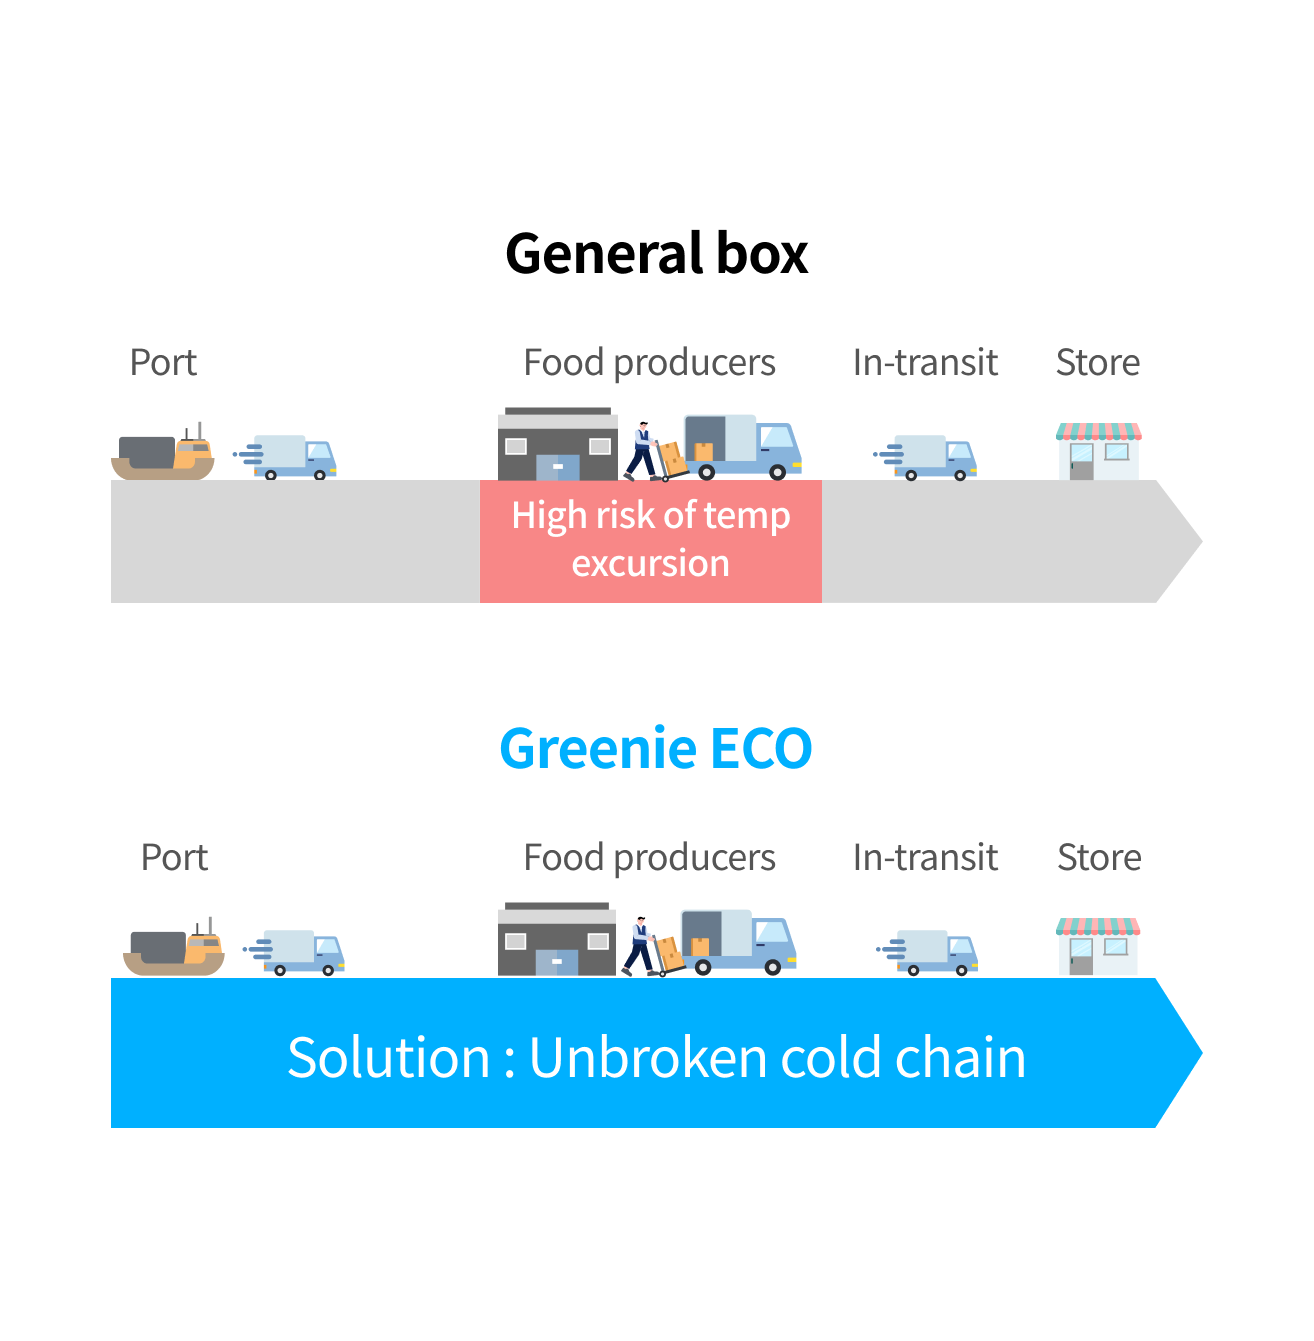 General box
Port Food producers In-transit Store
High risk of temp
excursion
Greenie ECO
Port Food producers In-transit Store
Solution : Unbroken cold chain